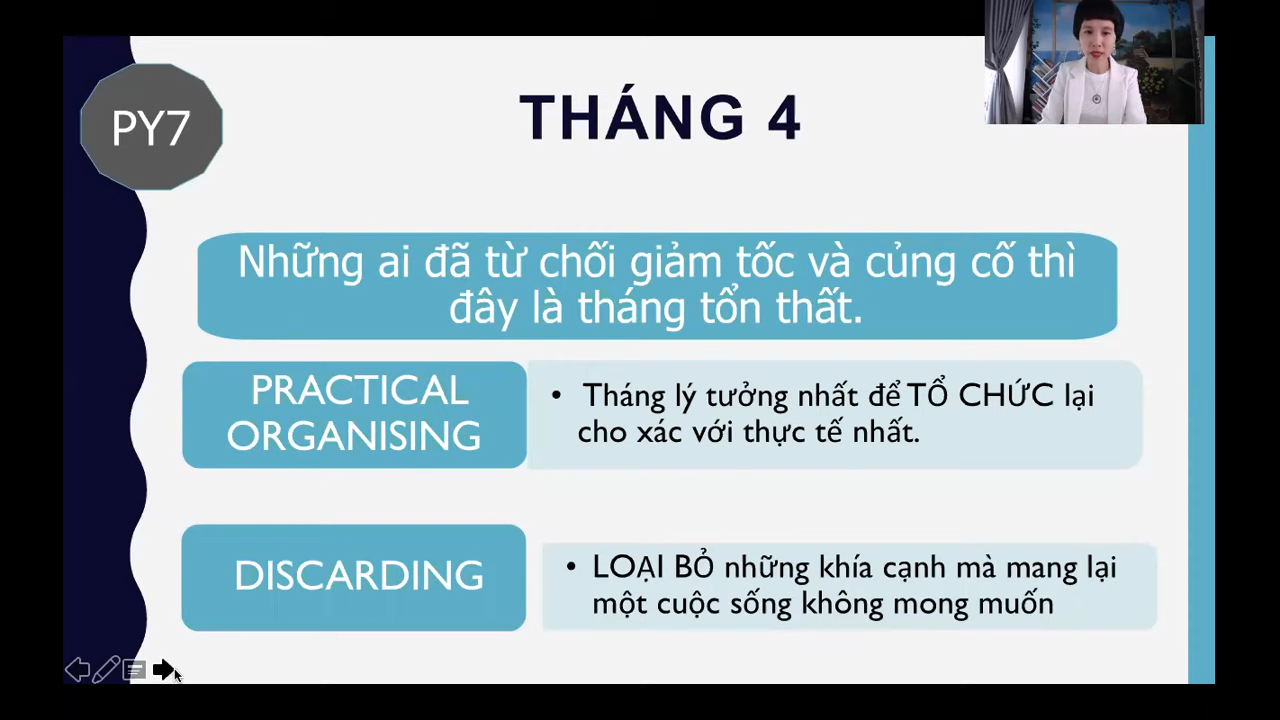 PY7
THÁNG 4
Những ai đã từ chối giảm tốc và củng cố thì
đây là tháng tổn thất.
PRACTICAL
ORGANISING
• Tháng lý tưởng nhất để TỔ CHỨC lại
cho xác với thực tế nhất.
DISCARDING
• LOẠI BỎ những khía cạnh mà mang lại
một cuộc sống không mong muốn